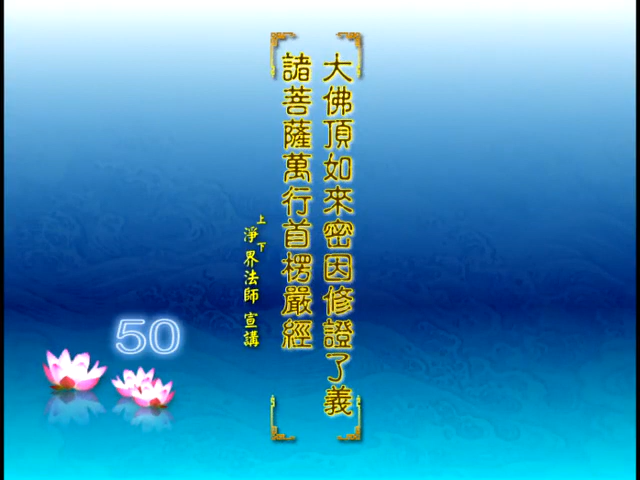 大佛頂如來密因修證了義
諸菩薩萬行首楞嚴經
上淨下界法師 宣講
50